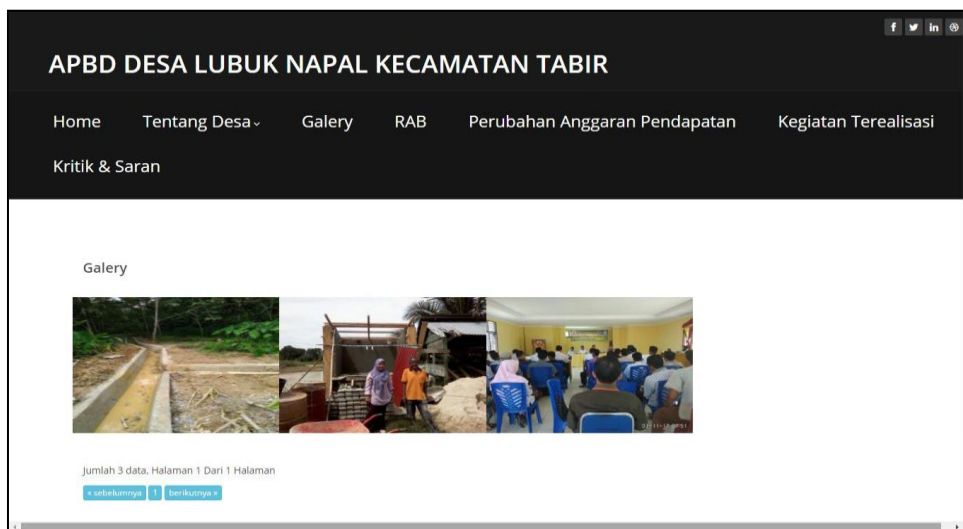 APBD DESA LUBUK NAPAL KECAMATAN TABIR
Home Tentang Desa Galery RAB Perubahan Anggaran Pendapatan Kegiatan Terealisasi
Kritik & Saran
Galery
Jumlah 3 data, Halaman 1 Dari 1 Halaman
« sebelumnya 1 berikutnya »